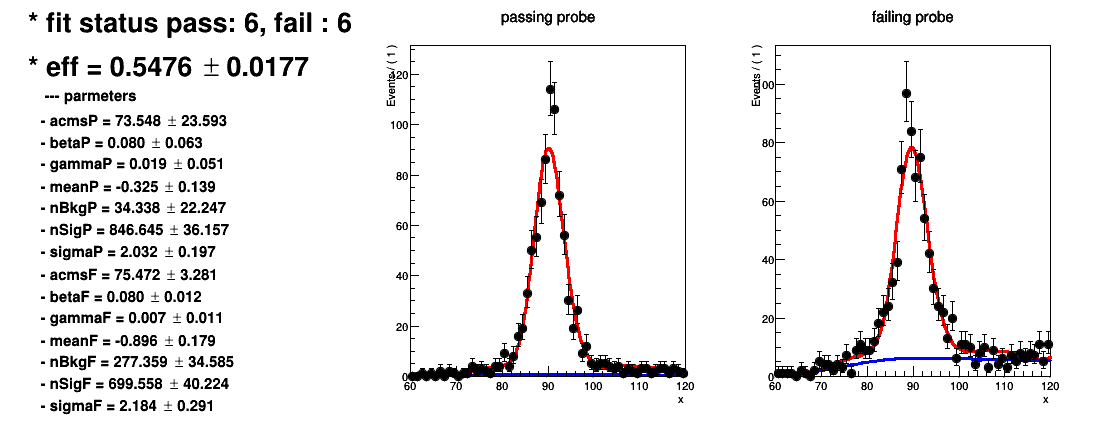 * fit status pass: 6, fail : 6
* eff = 0.5476 ± 0.0177
--- parmeters
- acmsP = 73.548 ± 23.593
- betaP = 0.080 ± 0.063
- gammaP = 0.019 ± 0.051
- meanP = -0.325 ± 0.139
- nBkgP = 34.338 ± 22.247
- nSigP = 846.645 ± 36.157
- sigmaP = 2.032 ± 0.197
- acmsF = 75.472 ± 3.281
- betaF = 0.080 ± 0.012
- gammaF = 0.007 ± 0.011
- meanF = -0.896 ± 0.179
- nBkgF = 277.359 ± 34.585
- nSigF = 699.558 ± 40.224
- sigmaF = 2.184 ± 0.291
passing probe
Events / ( 1 )
120
100
80
60
40
20
0
60 70 80 90 100 110 120
x
failing probe
Events / ( 1 )
100
80
60
40
20
0
60 70 80 90 100 110 120
x